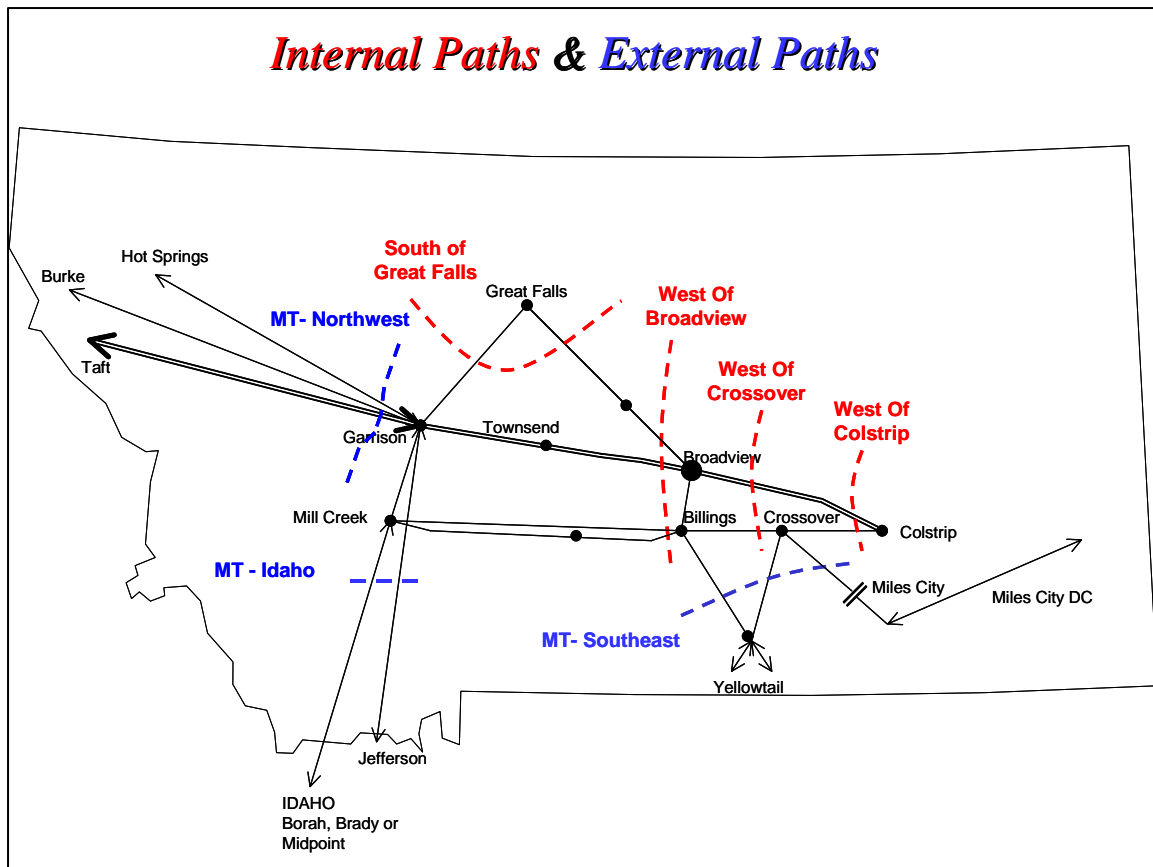 Internal Paths & External Paths
Hot Springs
Burke
South of
Great Falls
Great Falls
West Of
Broadview
MT- Northwest
Taft
West Of
Crossover
West Of
Colstrip
Garrison
Townsend
Broadview
Mill Creek
Billings
Crossover
Colstrip
MT - Idaho
Miles City
Miles City DC
MT- Southeast
Yellowtail
Jefferson
IDAHO
Borah, Brady or
Midpoint